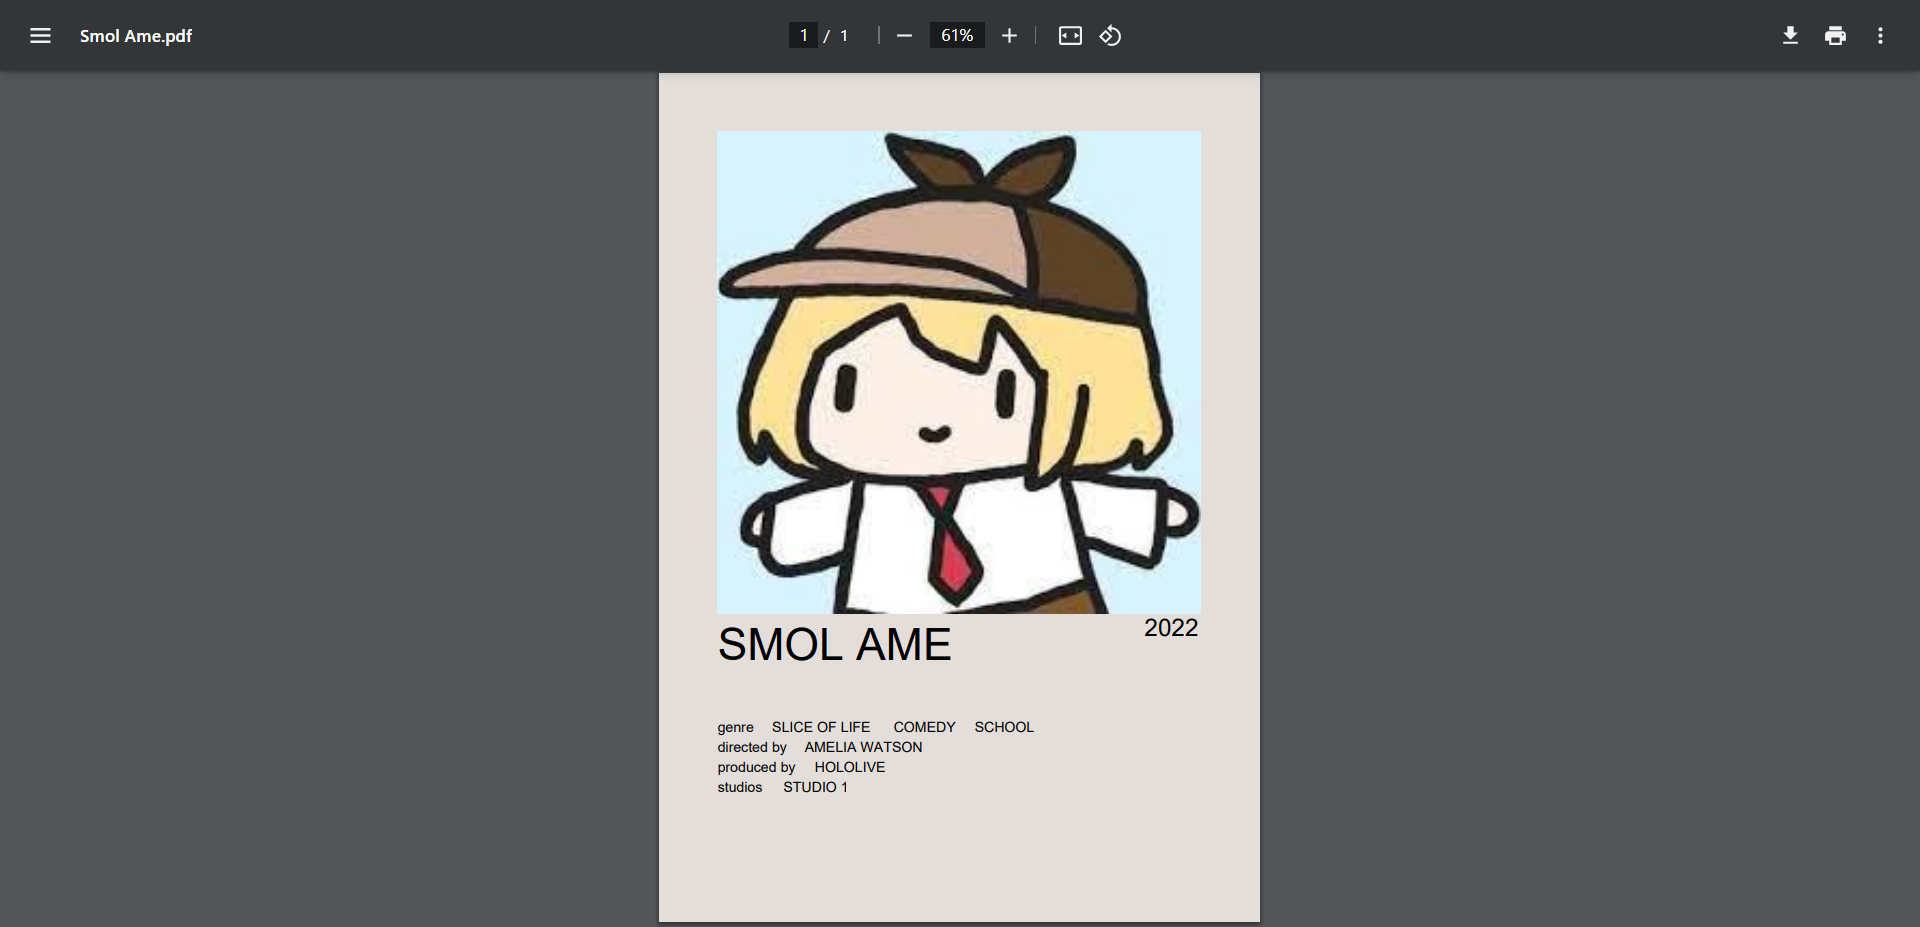 Smol Ame.pdf
1 / 1
61%
SMOL AME
2022
genre SLICE OF LIFE COMEDY SCHOOL
directed by AMELIA WATSON
produced by HOLOLIVE
studios STUDIO 1